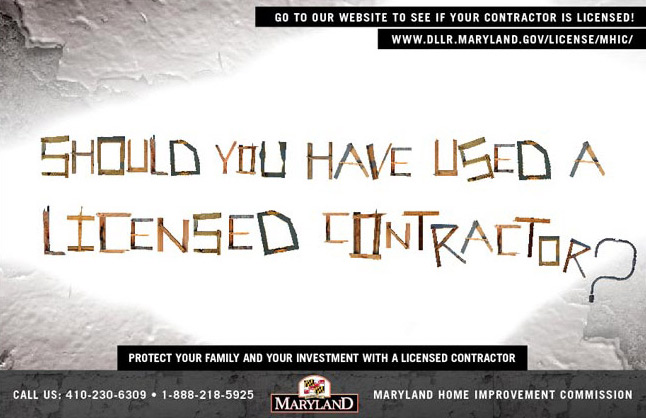 GO TO OUR WEBSITE TO SEE IF YOUR CONTRACTOR IS LICENSED!
WWW.DLLR.MARYLAND.GOV/LICENSE/MHIC/
SHOULD YOU HAVE USED A
LICENSED CONTRACTOR?
PROTECT YOUR FAMILY AND YOUR INVESTMENT WITH A LICENSED CONTRACTOR
CALL US: 410-230-6309 • 1-888-218-5925
MARYLAND
MARYLAND HOME IMPROVEMENT COMMISSION